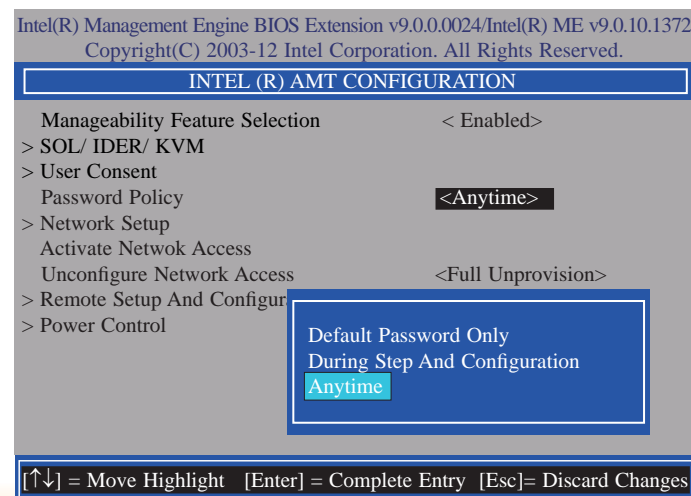 Intel(R) Management Engine BIOS Extension v9.0.0.0024/Intel(R) ME v9.0.10.1372
Copyright(C) 2003-12 Intel Corporation. All Rights Reserved.
INTEL (R) AMT CONFIGURATION
Manageability Feature Selection < Enabled>
> SOL/ IDER/ KVM
> User Consent
Password Policy <Anytime>
> Network Setup
Activate Netwok Access
Unconfigure Network Access <Full Unprovision>
> Remote Setup And Configur
> Power Control
Default Password Only
During Step And Configuration
Anytime
[↑↓] = Move Highlight [Enter] = Complete Entry [Esc]= Discard Changes